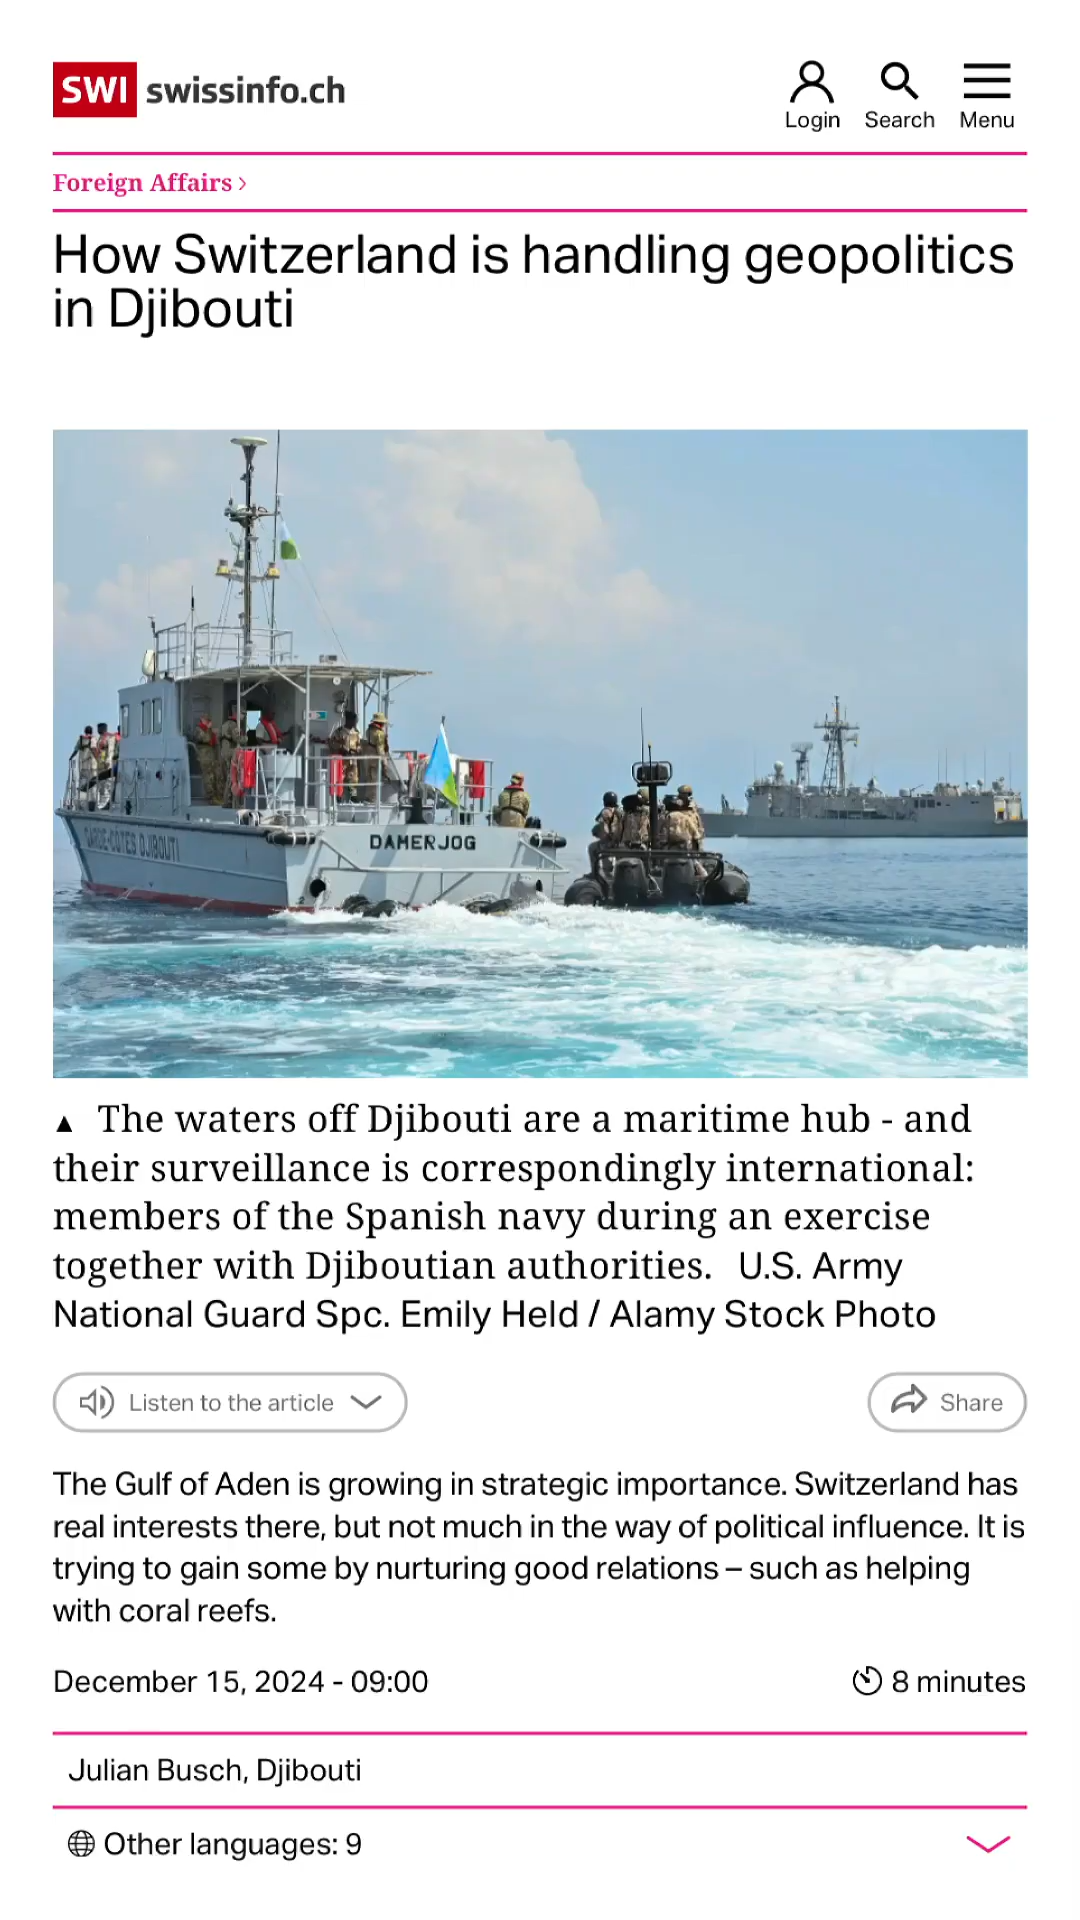 SWI swissinfo.ch
Login Search Menu
Foreign Affairs >
How Switzerland is handling geopolitics
in Djibouti
GARDE-CÔTES DJIBOUTI
DAMERJOG
▲ The waters off Djibouti are a maritime hub - and
their surveillance is correspondingly international:
members of the Spanish navy during an exercise
together with Djiboutian authorities. U.S. Army
National Guard Spc. Emily Held / Alamy Stock Photo
Listen to the article
Share
The Gulf of Aden is growing in strategic importance. Switzerland has
real interests there, but not much in the way of political influence. It is
trying to gain some by nurturing good relations – such as helping
with coral reefs.
December 15, 2024 - 09:00
8 minutes
Julian Busch, Djibouti
Other languages: 9